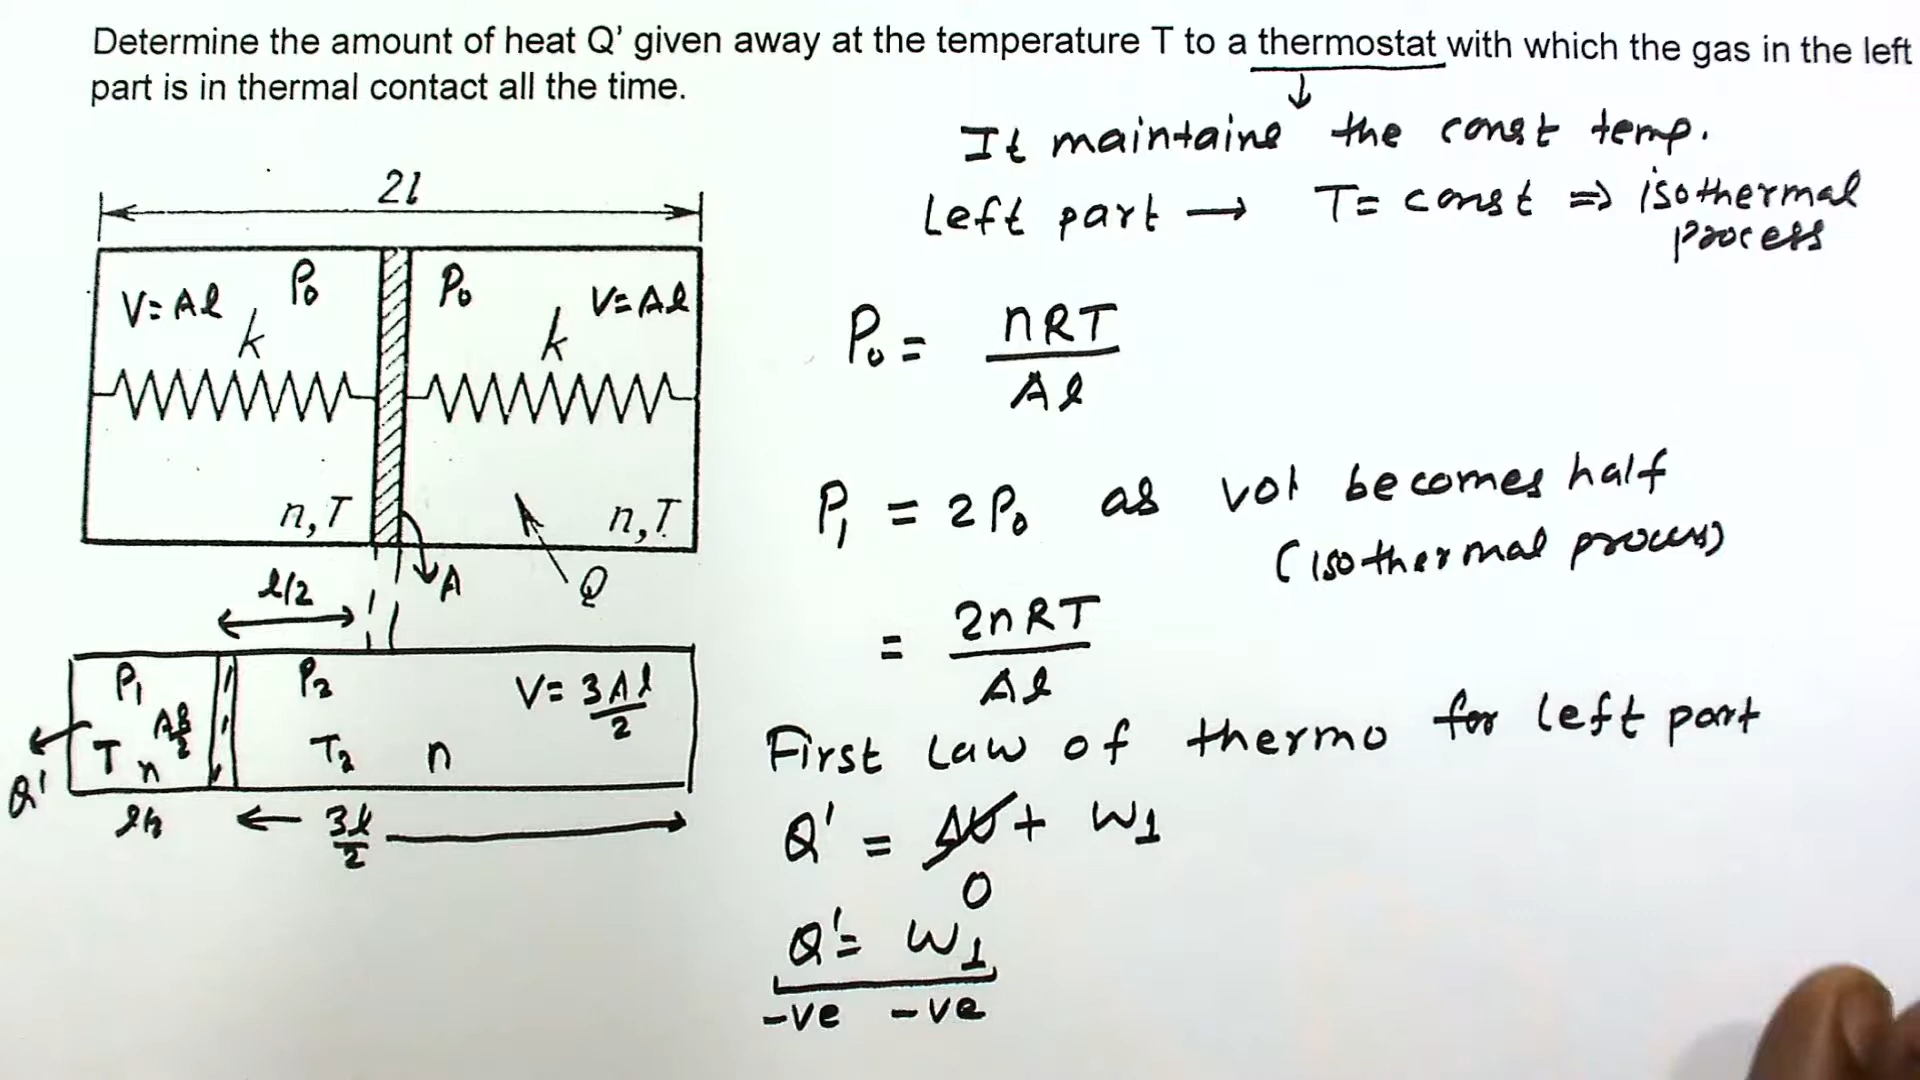 Determine the amount of heat Q’ given away at the temperature T to a thermostat with which the gas in the left
part is in thermal contact all the time.
It maintains the const temp.
Left part → T = const ⇒ isothermal
process
2l
V=Al P₀
P₀ V=Al
k
k
n,T
n,T
A
Q
P₀ = nRT / Al
P₁ = 2P₀ as vol becomes half
(isothermal process)
= 2nRT / Al
l/2
P₁
Al/2
T n
Q'
l/2
P₂
V= 3Al/2
T₂ n
3l/2
First Law of thermo for left part
Q' = ΔU + W₁
0
Q' = W₁
-ve -ve